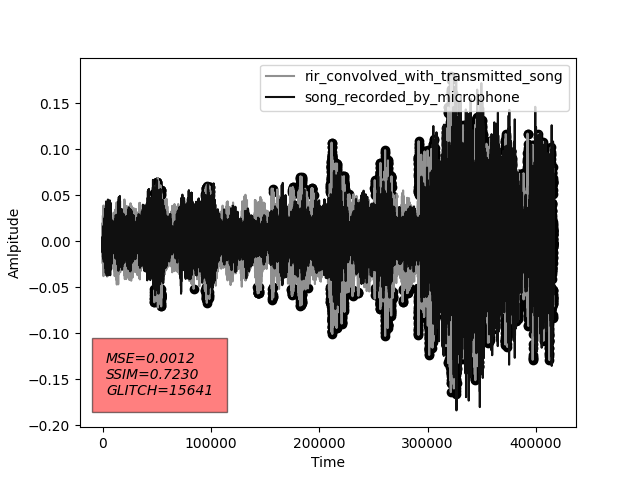 rir_convolved_with_transmitted_song
song_recorded_by_microphone
0.15
0.10
0.05
0.00
−0.05
−0.10
−0.15
−0.20
Amlpitude
MSE=0.0012
SSIM=0.7230
GLITCH=15641
0 100000 200000 300000 400000
Time